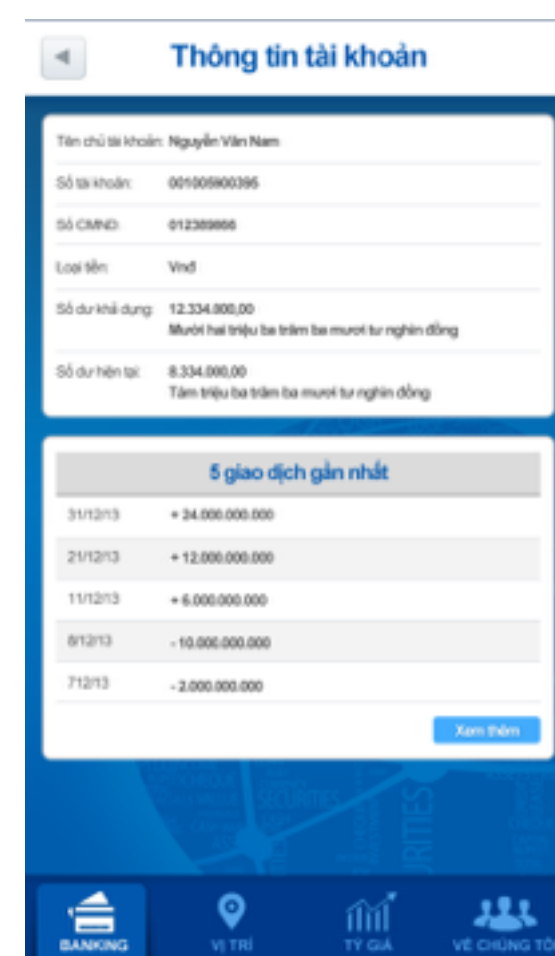 Thông tin tài khoản
Tên chủ tài khoản: Nguyễn Văn Nam
Số tài khoản: 001005900395
Số CMND:
Loại tiền: Vnđ
Số dư khả dụng: 12.334.000,00
Mười hai triệu ba trăm ba mươi tư nghìn đồng
Số dư hiện tại: 8.334.000,00
Tám triệu ba trăm ba mươi tư nghìn đồng
5 giao dịch gần nhất
31/12/13 + 24.000.000.000
21/12/13 + 12.000.000.000
11/12/13 + 6.000.000.000
8/12/13 - 10.000.000.000
712/13 - 2.000.000.000
Xem thêm
SECURITIES
BANKING
VỊ TRÍ
TỶ GIÁ
VỀ CHÚNG TÔI